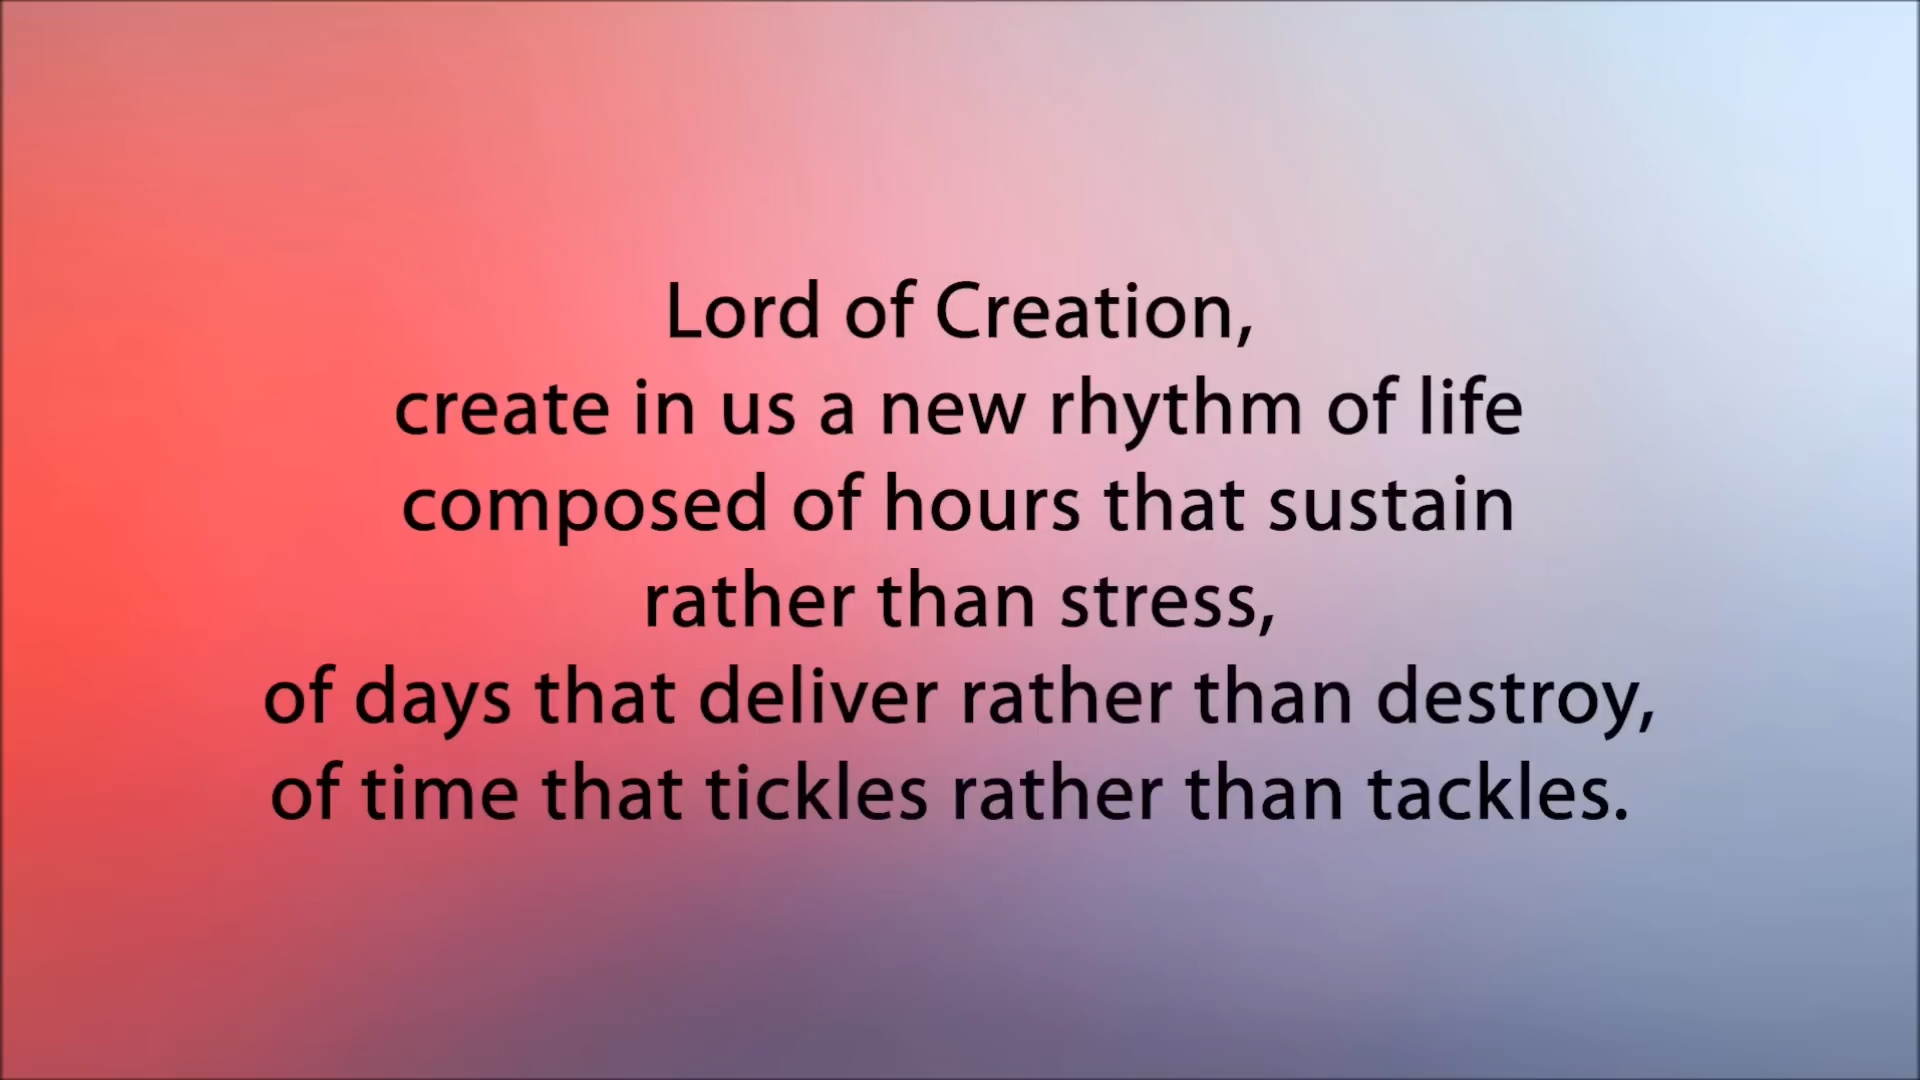 Lord of Creation,
create in us a new rhythm of life
composed of hours that sustain
rather than stress,
of days that deliver rather than destroy,
of time that tickles rather than tackles.